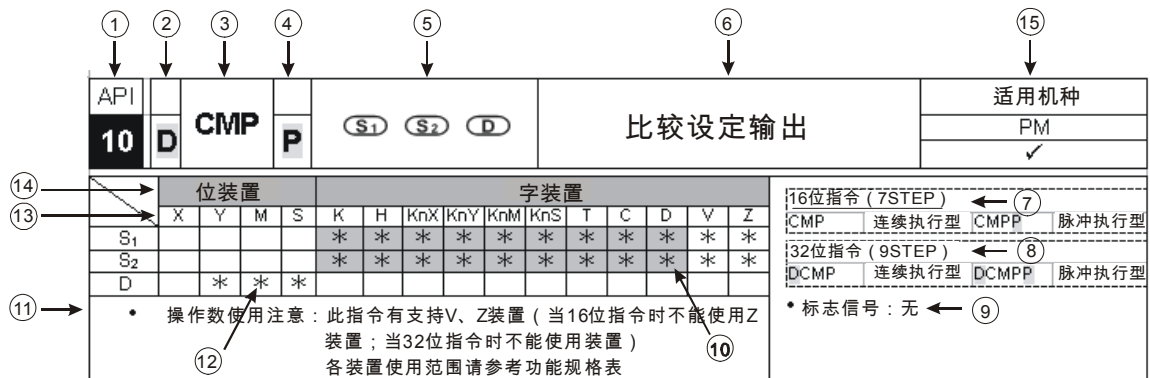 ① ② ③ ④ ⑤ ⑥ ⑮
API 10 D CMP P S1 S2 D 比较设定输出 适用机种
PM
✓
⑭ 位装置 字装置
⑬ X Y M S K H KnX KnY KnM KnS T C D V Z
S1 * * * * * * * * * * *
S2 * * * * * * * * * * *
D * * *
16位指令（7STEP） ⑦
CMP 连续执行型 CMPP 脉冲执行型
32位指令（9STEP） ⑧
DCMP 连续执行型 DCMPP 脉冲执行型
• 标志信号：无 ⑨
⑪ • 操作数使用注意：此指令有支持V、Z装置（当16位指令时不能使用Z
装置；当32位指令时不能使用装置）
各装置使用范围请参考功能规格表
⑫ ⑩